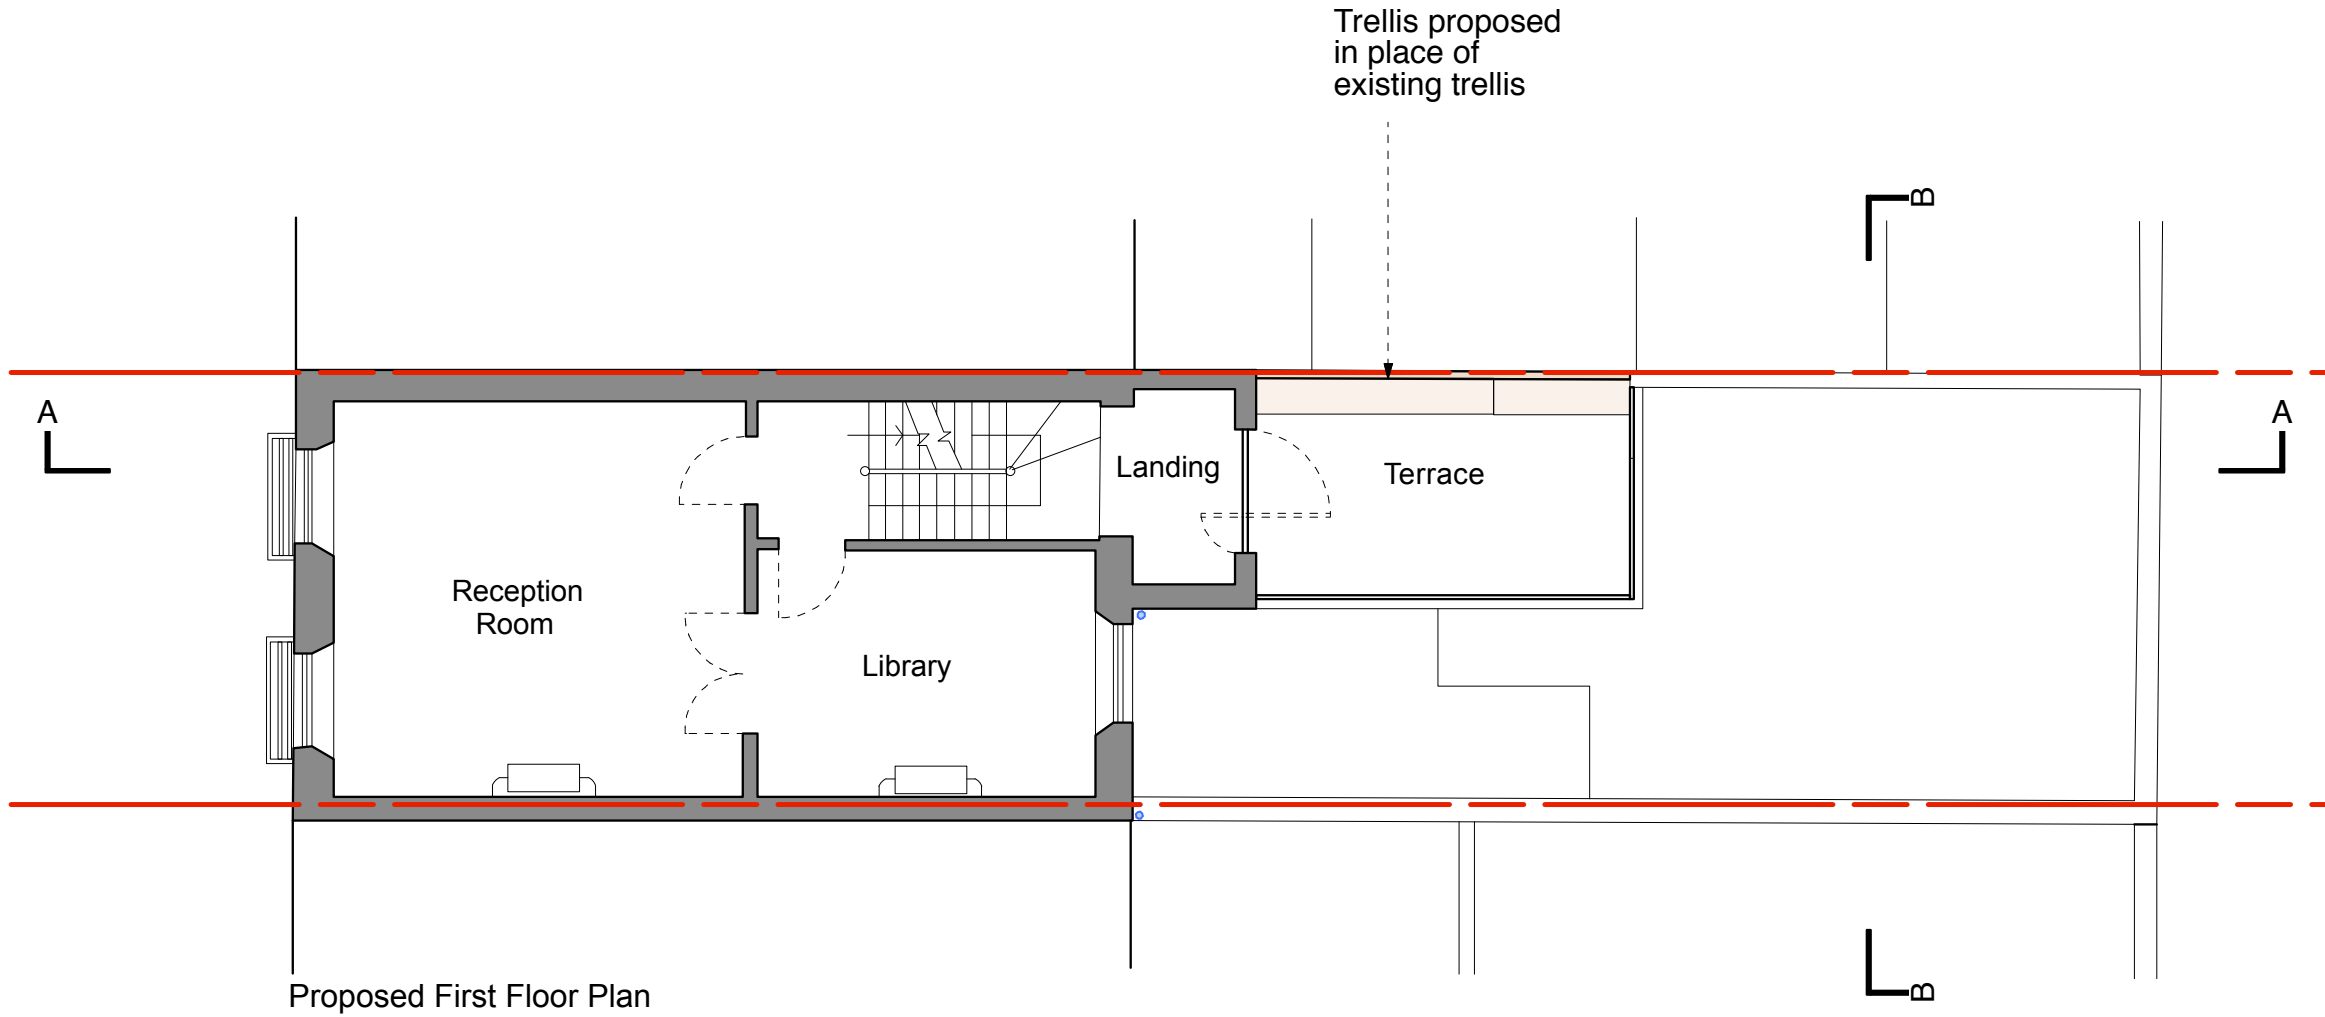 Trellis proposed
in place of
existing trellis
B
A
A
Landing
Terrace
Reception
Room
Library
Proposed First Floor Plan
B